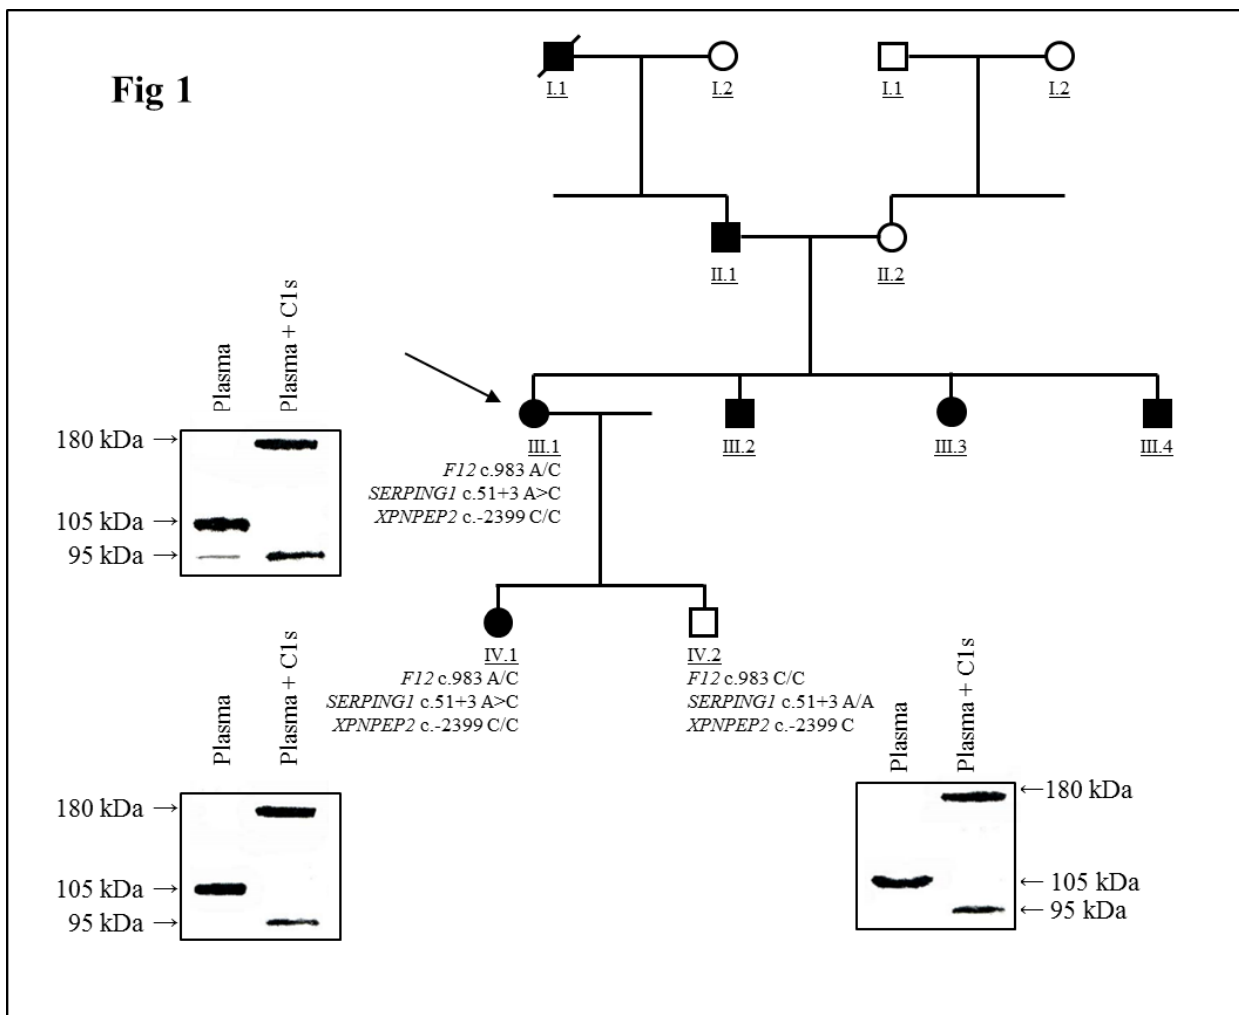 Fig 1
I.1
I.2
I.1
I.2
II.1
II.2
III.1
III.2
III.3
III.4
F12 c.983 A/C
SERPING1 c.51+3 A>C
XPNPEP2 c.-2399 C/C
Plasma
Plasma + C1s
180 kDa →
105 kDa →
95 kDa →
IV.1
F12 c.983 A/C
SERPING1 c.51+3 A>C
XPNPEP2 c.-2399 C/C
IV.2
F12 c.983 C/C
SERPING1 c.51+3 A/A
XPNPEP2 c.-2399 C
Plasma
Plasma + C1s
180 kDa →
105 kDa →
95 kDa →
Plasma
Plasma + C1s
←180 kDa
← 105 kDa
← 95 kDa